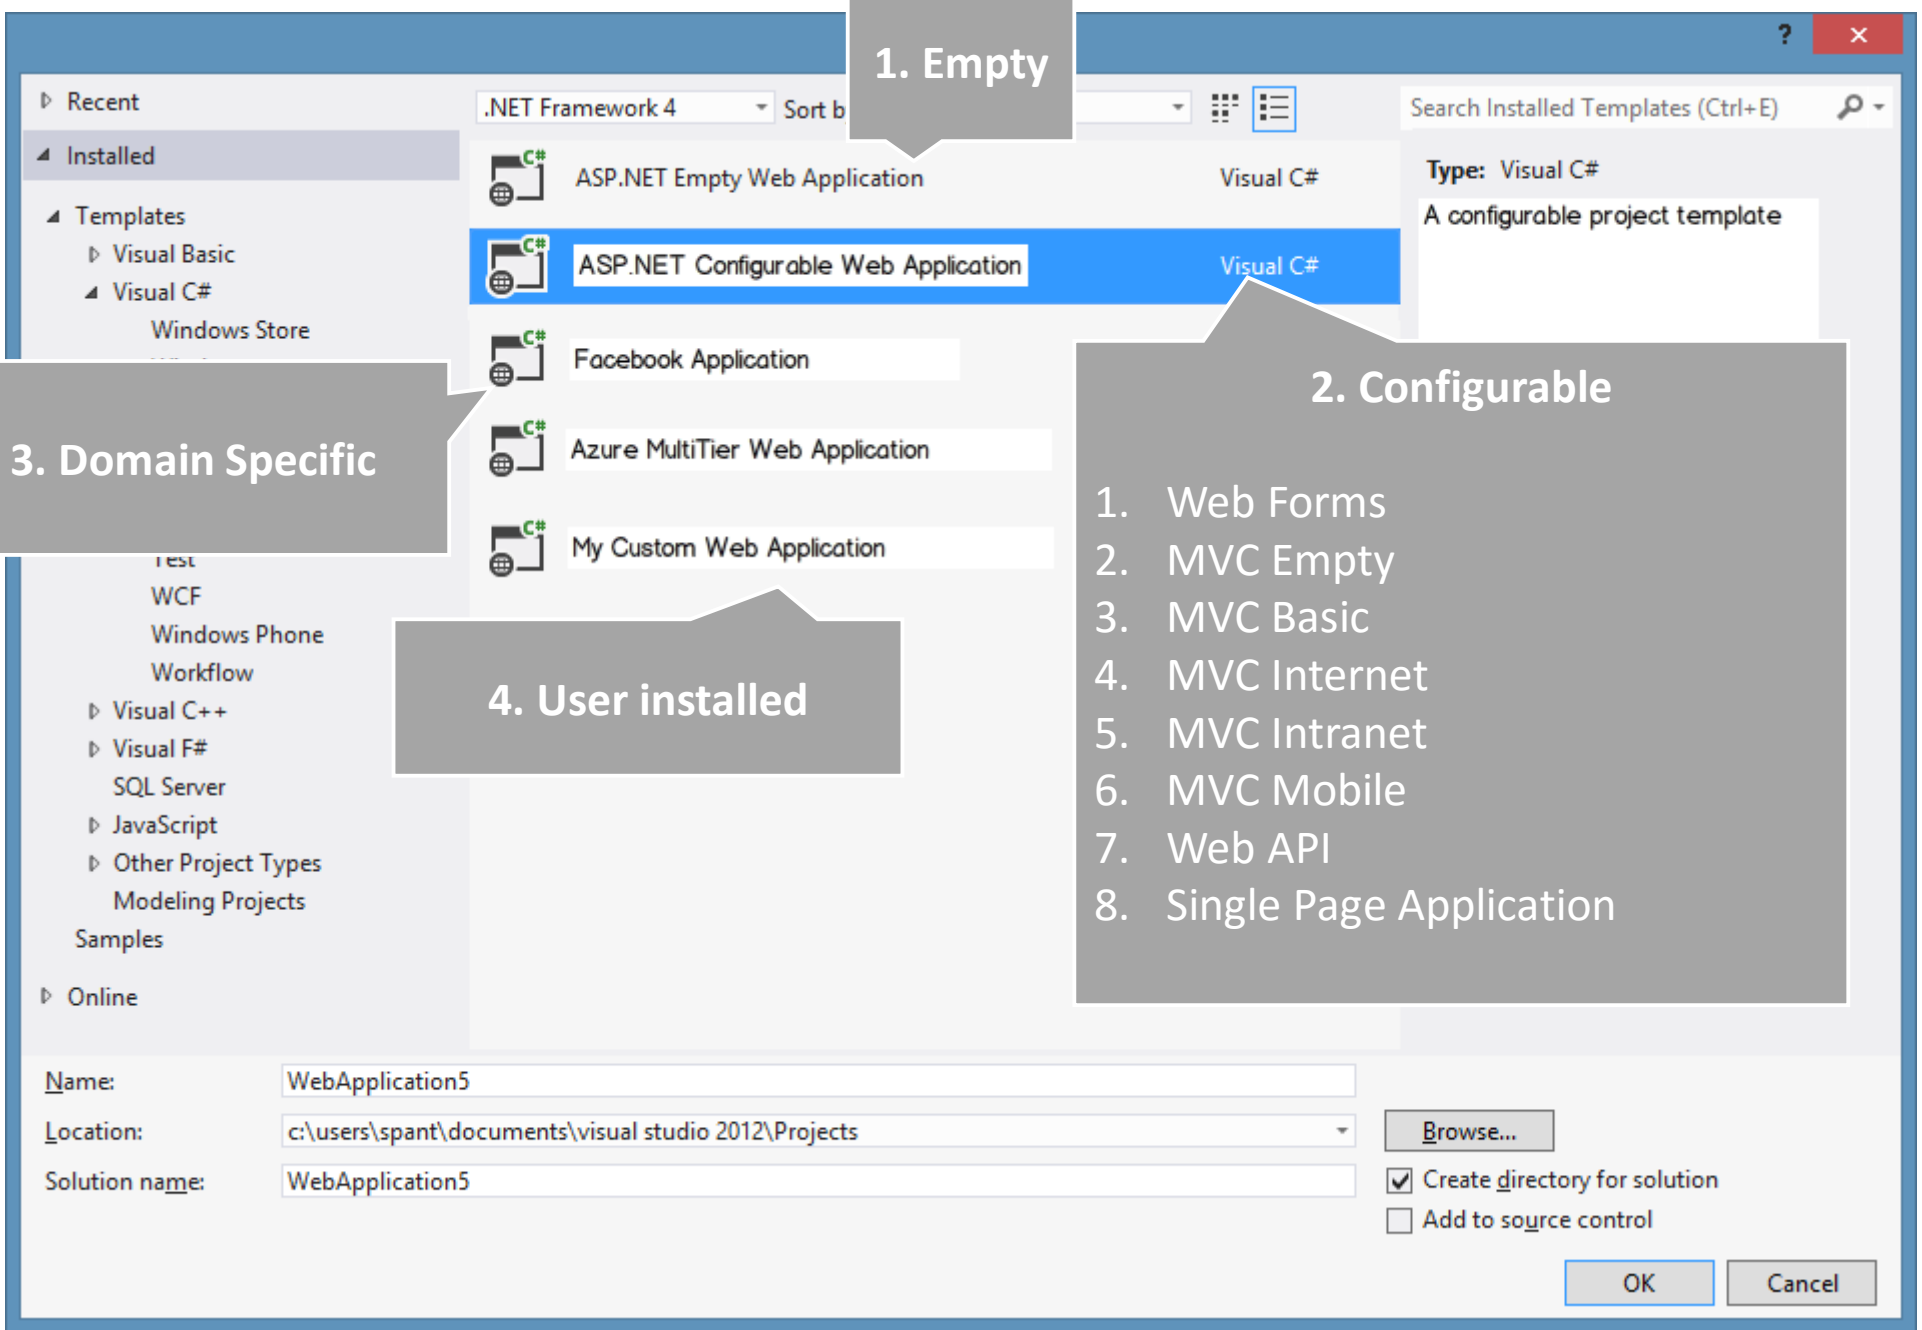 ?
1. Empty
Recent
.NET Framework 4
Sort b
Search Installed Templates (Ctrl+E)
Installed
Templates
Visual Basic
Visual C#
Windows Store
3. Domain Specific
Test
WCF
Windows Phone
Workflow
Visual C++
Visual F#
SQL Server
JavaScript
Other Project Types
Modeling Projects
Samples
Online
ASP.NET Empty Web Application
Visual C#
ASP.NET Configurable Web Application
Visual C#
Facebook Application
Azure MultiTier Web Application
My Custom Web Application
4. User installed
Type: Visual C#
A configurable project template
2. Configurable
1. Web Forms
2. MVC Empty
3. MVC Basic
4. MVC Internet
5. MVC Intranet
6. MVC Mobile
7. Web API
8. Single Page Application
Name:
WebApplication5
Location:
c:\users\spant\documents\visual studio 2012\Projects
Browse...
Solution name:
WebApplication5
Create directory for solution
Add to source control
OK
Cancel